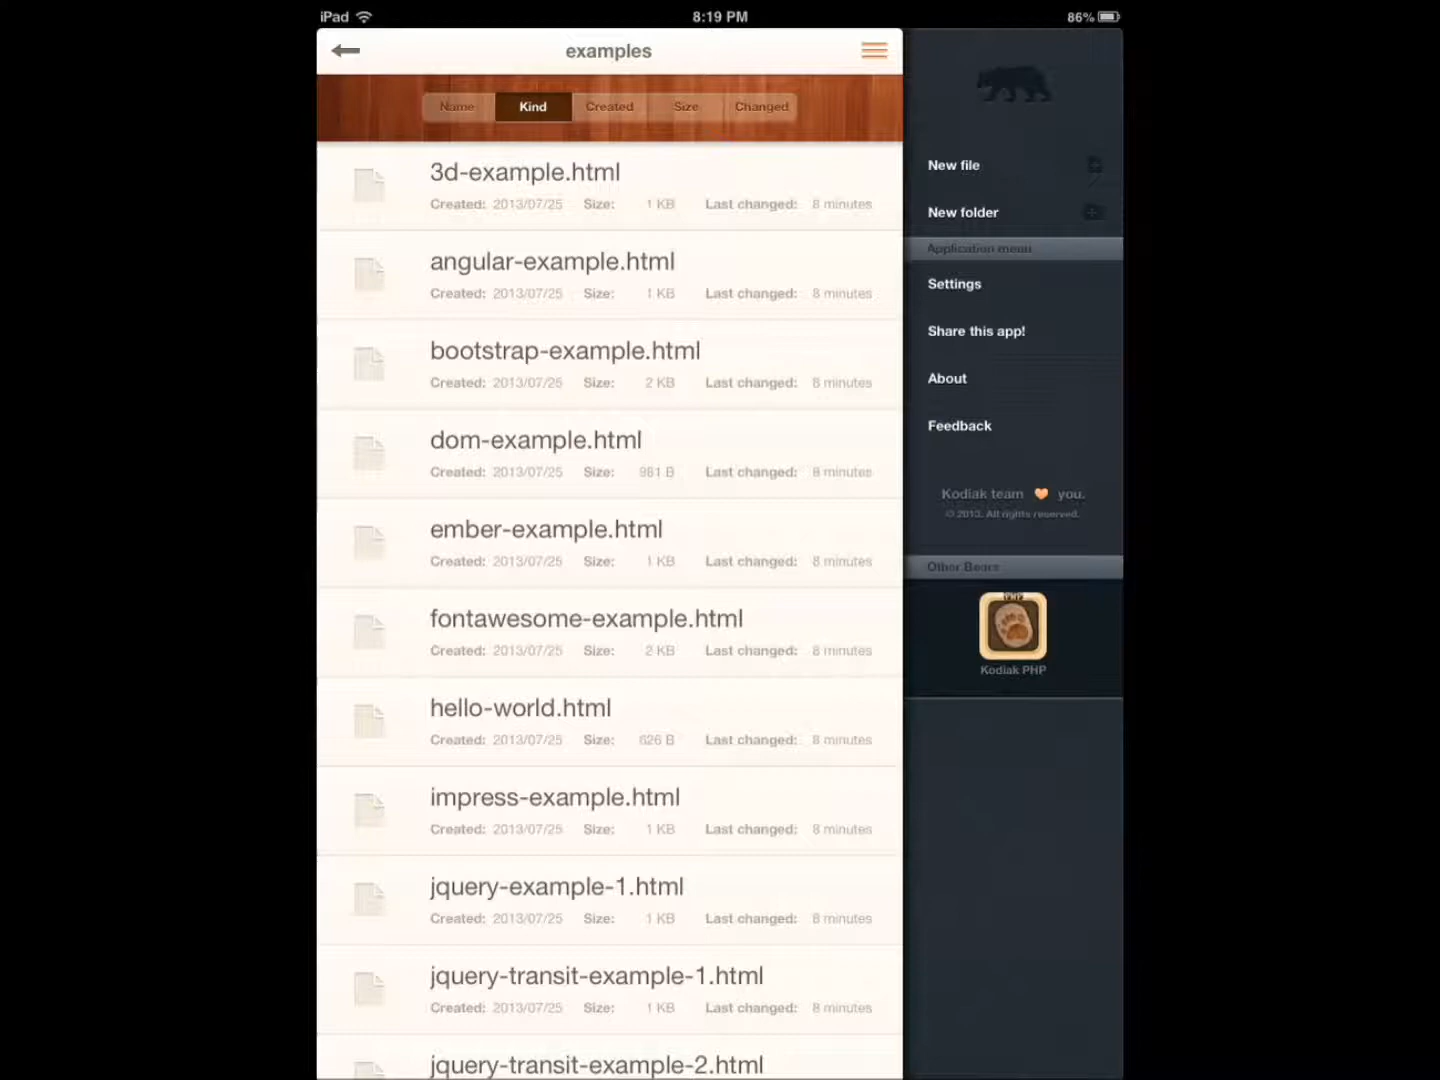 iPad 8:19 PM 86%
examples
Name Kind Created Size Changed
3d-example.html
Created: 2013/07/25 Size: 1 KB Last changed: 8 minutes
angular-example.html
Created: 2013/07/25 Size: 1 KB Last changed: 8 minutes
bootstrap-example.html
Created: 2013/07/25 Size: 2 KB Last changed: 8 minutes
dom-example.html
Created: 2013/07/25 Size: 981 B Last changed: 8 minutes
ember-example.html
Created: 2013/07/25 Size: 1 KB Last changed: 8 minutes
fontawesome-example.html
Created: 2013/07/25 Size: 2 KB Last changed: 8 minutes
hello-world.html
Created: 2013/07/25 Size: 626 B Last changed: 8 minutes
impress-example.html
Created: 2013/07/25 Size: 1 KB Last changed: 8 minutes
jquery-example-1.html
Created: 2013/07/25 Size: 1 KB Last changed: 8 minutes
jquery-transit-example-1.html
Created: 2013/07/25 Size: 1 KB Last changed: 8 minutes
jquery-transit-example-2.html
New file
New folder
Application menu
Settings
Share this app!
About
Feedback
Kodiak team you.
© 2013. All rights reserved.
Other Bears
PHP
Kodiak PHP